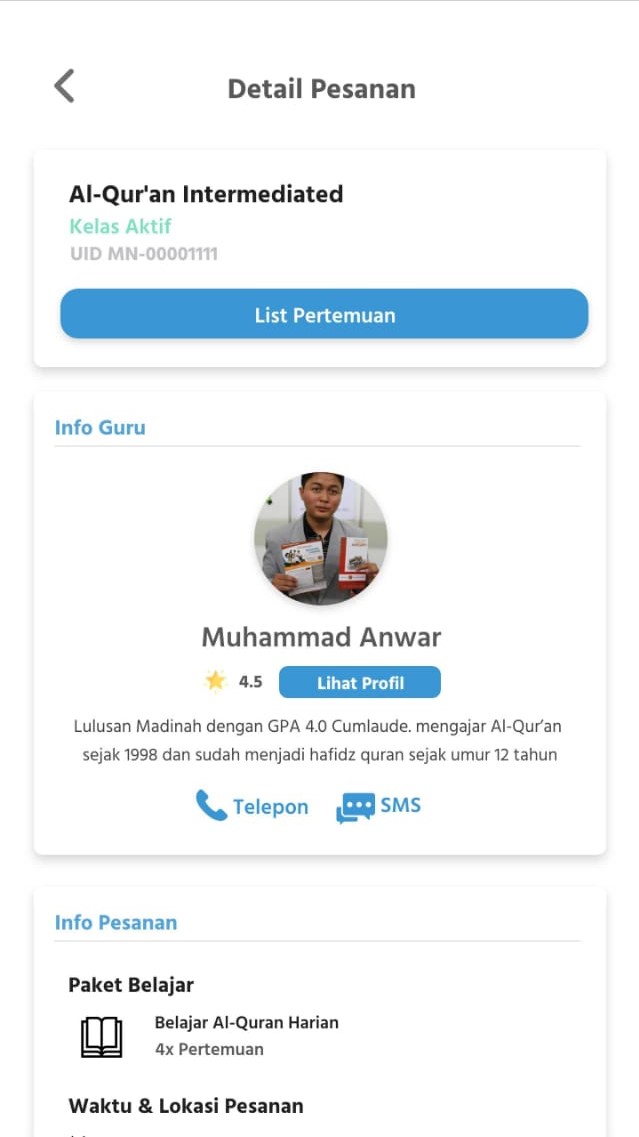 Detail Pesanan
Al-Qur'an Intermediated
Kelas Aktif
UID MN-00001111
List Pertemuan
Info Guru
Muhammad Anwar
4.5
Lihat Profil
Lulusan Madinah dengan GPA 4.0 Cumlaude. mengajar Al-Qur’an
sejak 1998 dan sudah menjadi hafidz quran sejak umur 12 tahun
Telepon
SMS
Info Pesanan
Paket Belajar
Belajar Al-Quran Harian
4x Pertemuan
Waktu & Lokasi Pesanan